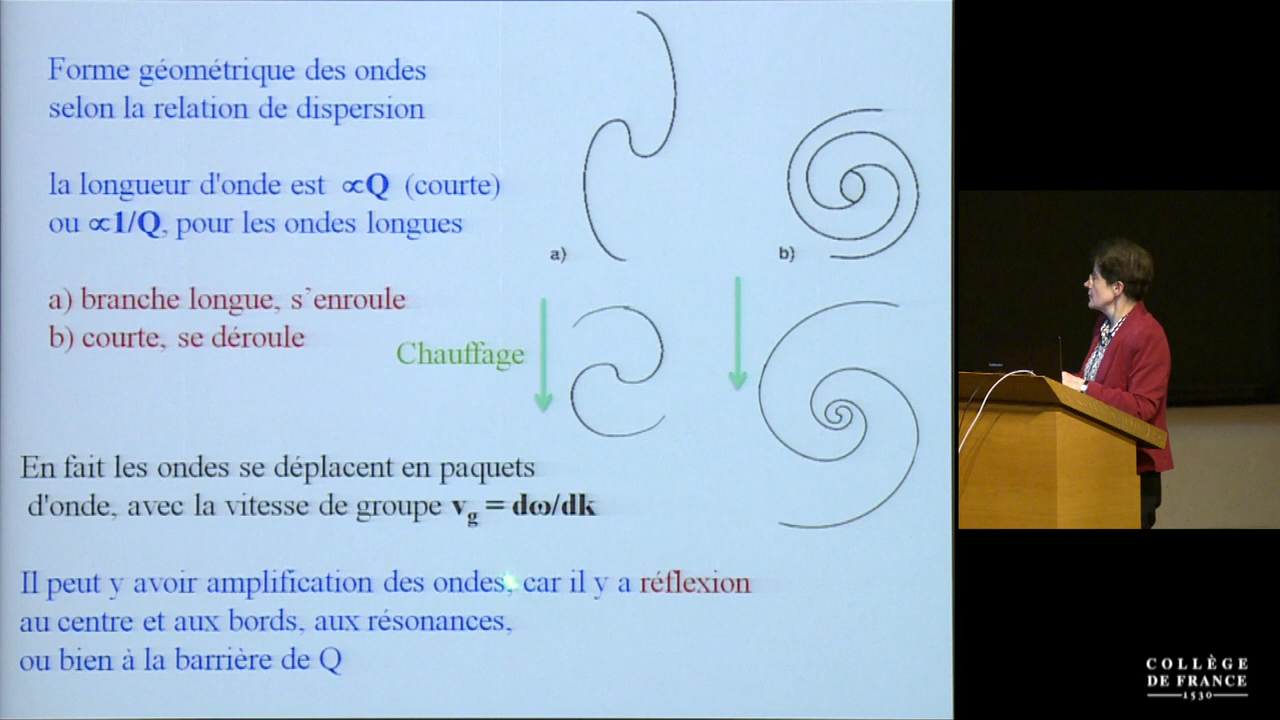 Forme géométrique des ondes
selon la relation de dispersion
la longueur d'onde est ∝Q (courte)
ou ∝1/Q, pour les ondes longues
a) branche longue, s'enroule
b) courte, se déroule
a)
b)
Chauffage
En fait les ondes se déplacent en paquets
d'onde, avec la vitesse de groupe vg = dω/dk
Il peut y avoir amplification des ondes, car il y a réflexion
au centre et aux bords, aux résonances,
ou bien à la barrière de Q
COLLÈGE
DE FRANCE
1530